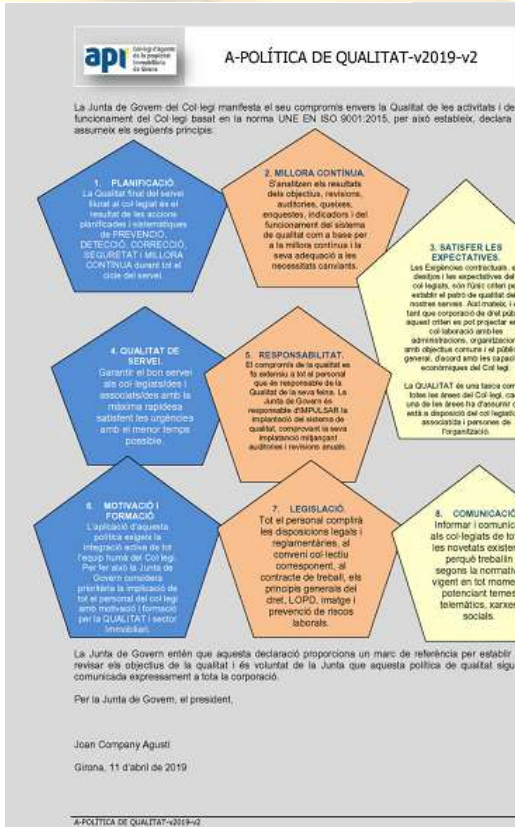 api
Col·legi d'Agents
de la propietat
immobiliària
de Girona
A-POLÍTICA DE QUALITAT-v2019-v2
La Junta de Govern del Col·legi manifesta el seu compromís envers la Qualitat de les activitats i de
funcionament del Col·legi basat en la norma UNE EN ISO 9001:2015, per això estableix, declara
assumeix els següents principis:
1. PLANIFICACIÓ.
La Qualitat final del servei
lliurat al col·legiat és el
resultat de les accions
planificades i sistemàtiques
de PREVENCIÓ,
DETECCIÓ, CORRECCIÓ,
SEGURETAT i MILLORA
CONTÍNUA durant tot el
cicle del servei.
2. MILLORA CONTÍNUA.
S'analitzen els resultats
dels objectius, revisions,
auditories, queixes,
enquestes, indicadors i del
funcionament del sistema
de qualitat com a base per
a la millora contínua i la
seva adequació a les
necessitats canviants.
3. SATISFER LES
EXPECTATIVES.
Les Exigències contractuals, e
desitjos i les expectatives del
col·legiats, són l'únic criteri pe
establir el patró de qualitat de
nostres serveis. Així mateix, i
tant que corporació de dret púb
aquest criteri es pot projectar en
col·laboració amb les
administracions, organitzacion
amb objectius comuns i el públic
general, d'acord amb les capaci
econòmiques del Col·legi.
La QUALITAT és una tasca com
totes les àrees del Col·legi, ca
una de les àrees ha d'assumir
està a disposició del col·legiat
associat/da i persones de
l'organització.
4. QUALITAT DE
SERVEI.
Garantir el bon servei
als col·legiats/des i
associats/des amb la
màxima rapidesa
satisfent les urgències
amb el menor temps
possible.
5. RESPONSABILITAT.
El compromís de la qualitat es
fa extensiu a tot el personal
que és responsable de la
Qualitat de la seva feina. La
Junta de Govern és
responsable d'IMPULSAR la
implantació del sistema de
qualitat, comprovant la seva
implatanció mitjançant
auditories i revisions anuals.
6. MOTIVACIÓ I
FORMACIÓ
L'aplicació d'aquesta
política exigeix la
integració activa de tot
l'equip humà del Col·legi.
Per fer això la Junta de
Govern considera
prioritària la implicació de
tot el personal del col·legi
amb motivació i formació
per la QUALITAT i sector
Immobiliari.
7. LEGISLACIÓ.
Tot el personal complirà
les disposicions legals i
reglamentàries, al
conveni col·lectiu
corresponent, al
contracte de treball, els
principis generals del
dret, LOPD, imatge i
prevenció de riscos
laborals.
8. COMUNICACIÓ
Informar i comunic
als col·legiats de to
les novetats existen
perquè treballin
segons la normativ
vigent en tot mome
potenciant temes
telemàtics, xarxe
socials.
La Junta de Govern entén que aquesta declaració proporciona un marc de referència per establir
revisar els objectius de la qualitat i és voluntat de la Junta que aquesta política de qualitat sigu
comunicada expressament a tota la corporació.
Per la Junta de Govern, el president,
Joan Company Agustí
Girona, 11 d'abril de 2019
A-POLÍTICA DE QUALITAT-v2019-v2